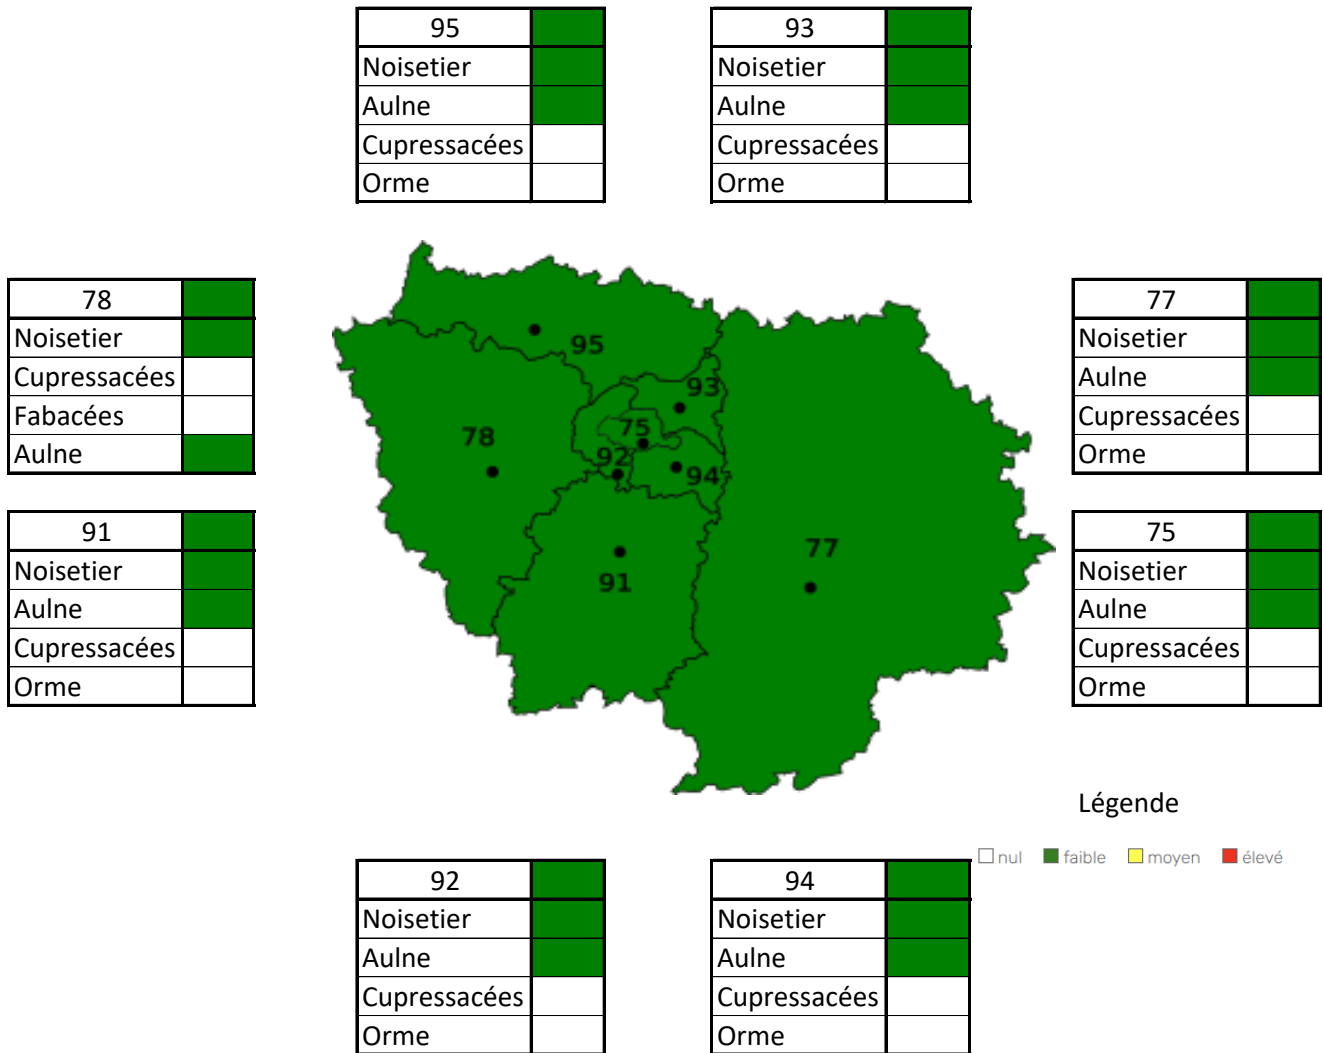 95
Noisetier
Aulne
Cupressacées
Orme
93
Noisetier
Aulne
Cupressacées
Orme
78
Noisetier
Cupressacées
Fabacées
Aulne
77
Noisetier
Aulne
Cupressacées
Orme
95
93
75
78
92
94
77
91
91
Noisetier
Aulne
Cupressacées
Orme
75
Noisetier
Aulne
Cupressacées
Orme
Légende
nul faible moyen élevé
92
Noisetier
Aulne
Cupressacées
Orme
94
Noisetier
Aulne
Cupressacées
Orme